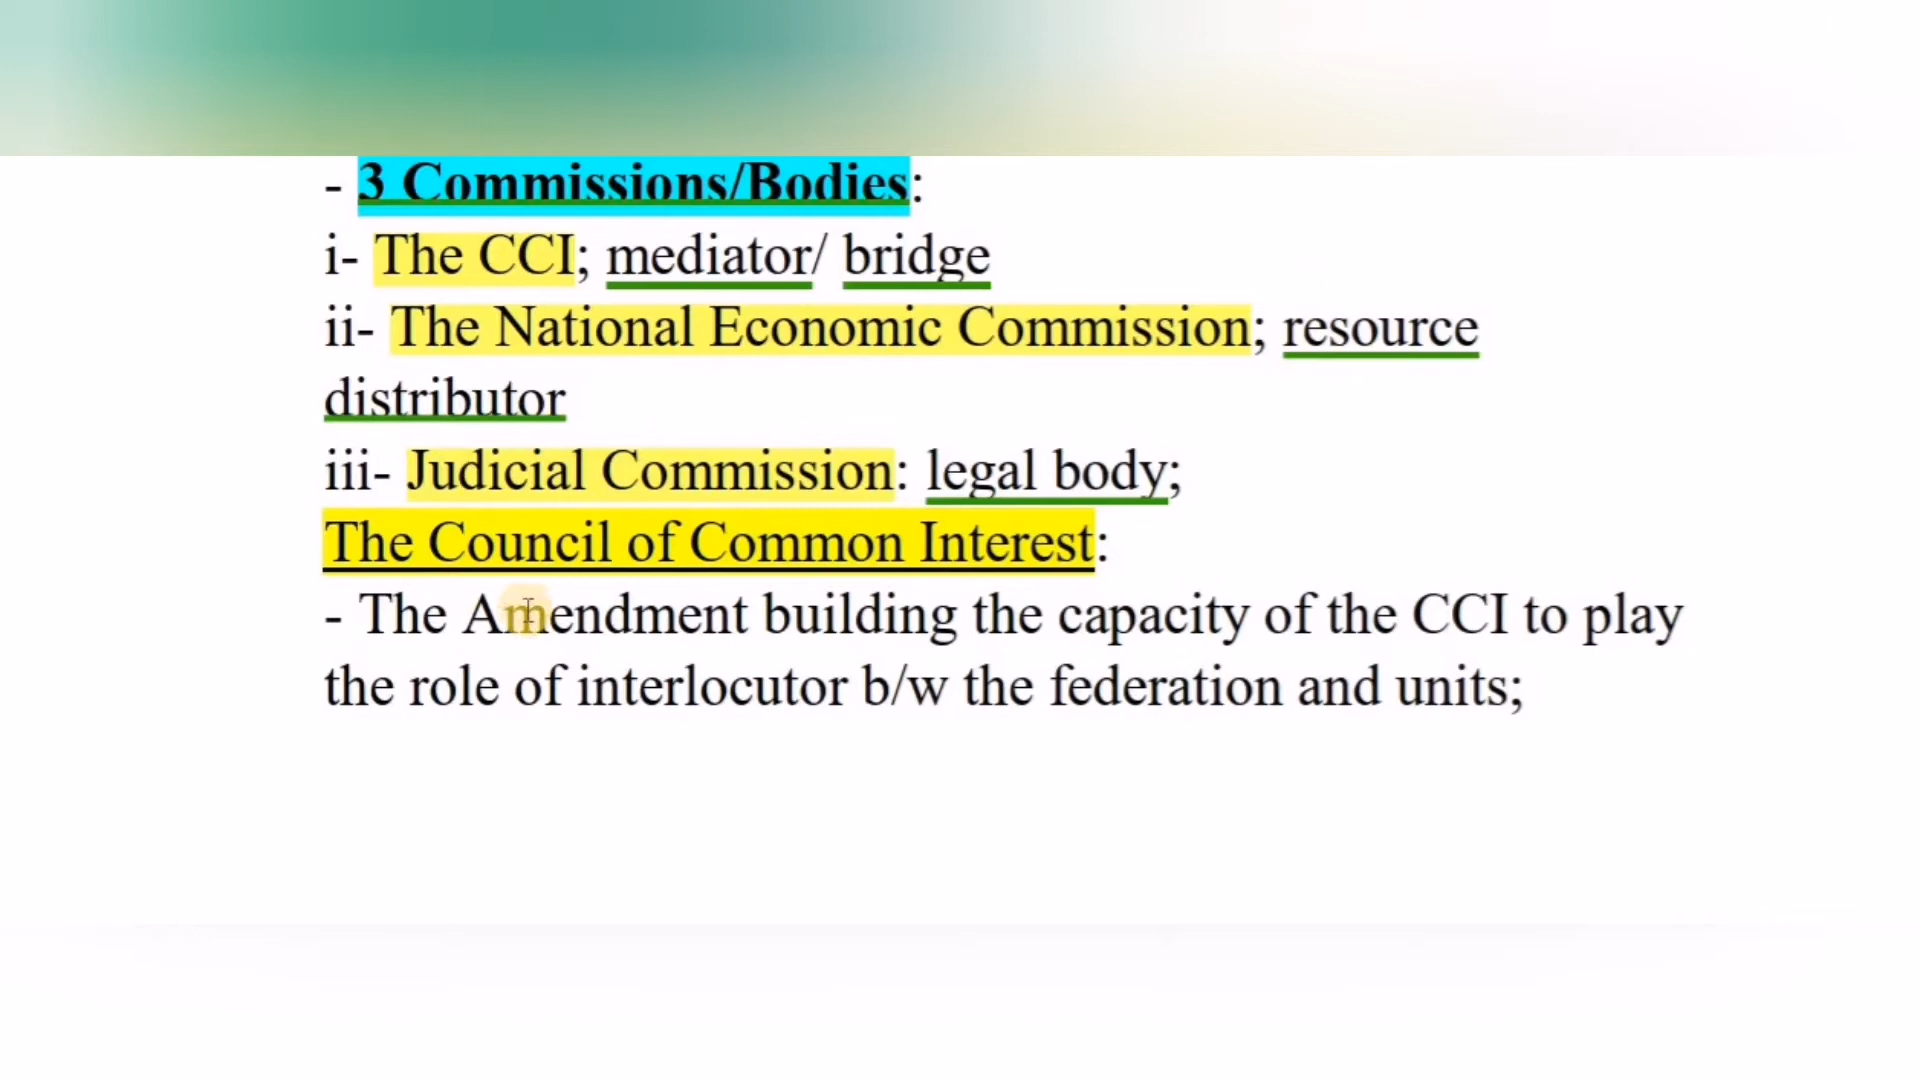 - 3 Commissions/Bodies:
i- The CCI; mediator/ bridge
ii- The National Economic Commission; resource
distributor
iii- Judicial Commission: legal body;
The Council of Common Interest:
- The Amendment building the capacity of the CCI to play
the role of interlocutor b/w the federation and units;